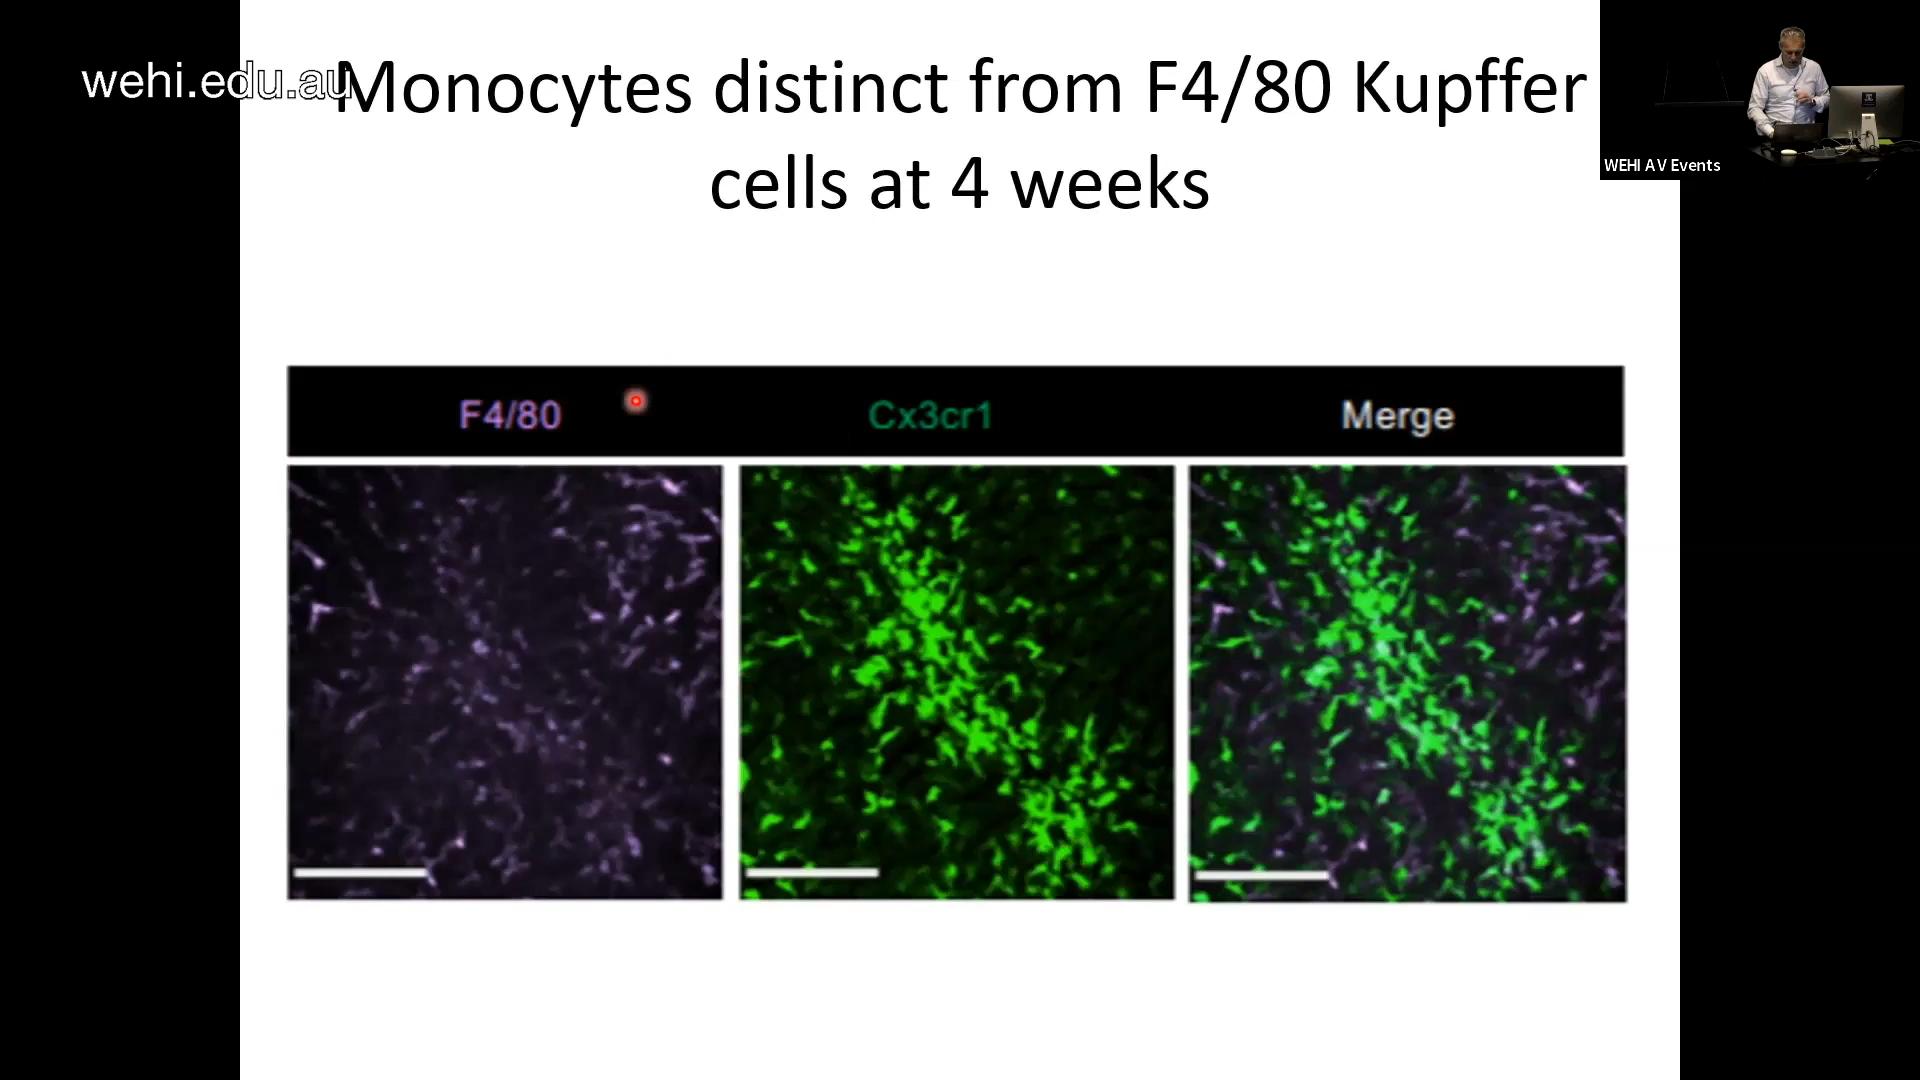 wehi.edu.au
Monocytes distinct from F4/80 Kupffer
cells at 4 weeks
WEHI AV Events
F4/80
Cx3cr1
Merge